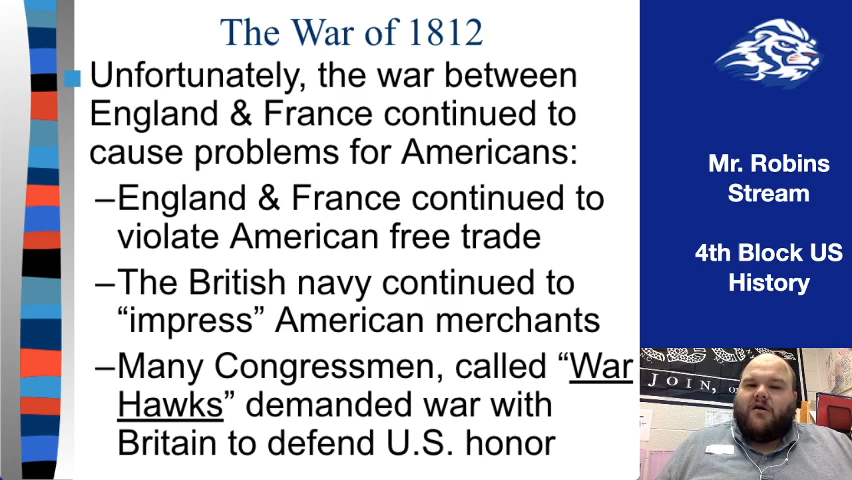 The War of 1812
Unfortunately, the war between
England & France continued to
cause problems for Americans:
–England & France continued to
violate American free trade
–The British navy continued to
“impress” American merchants
–Many Congressmen, called “War
Hawks” demanded war with
Britain to defend U.S. honor
Mr. Robins
Stream
4th Block US
History
JOIN, or